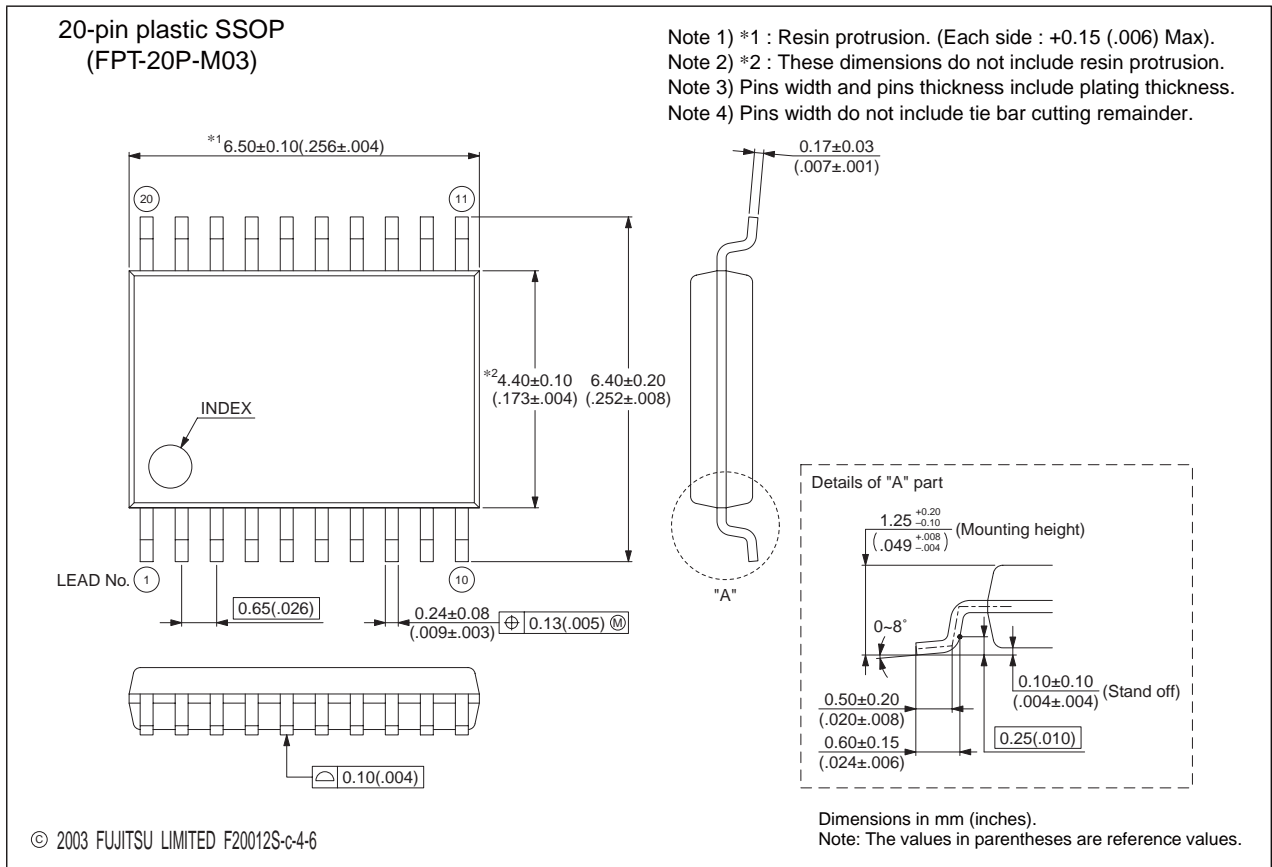 20-pin plastic SSOP
(FPT-20P-M03)
Note 1) *1 : Resin protrusion. (Each side : +0.15 (.006) Max).
Note 2) *2 : These dimensions do not include resin protrusion.
Note 3) Pins width and pins thickness include plating thickness.
Note 4) Pins width do not include tie bar cutting remainder.
*1 6.50±0.10(.256±.004)
0.17±0.03
(.007±.001)
20
11
*2 4.40±0.10
(.173±.004)
6.40±0.20
(.252±.008)
INDEX
LEAD No.
1
10
"A"
0.65(.026)
0.24±0.08
(.009±.003)
⌖ 0.13(.005) Ⓜ
Details of "A" part
1.25 +0.20 −0.10
(.049 +.008 −.004)
(Mounting height)
0~8°
0.50±0.20
(.020±.008)
0.60±0.15
(.024±.006)
0.10±0.10
(.004±.004)
(Stand off)
0.25(.010)
⌓ 0.10(.004)
© 2003 FUJITSU LIMITED F20012S-c-4-6
Dimensions in mm (inches).
Note: The values in parentheses are reference values.